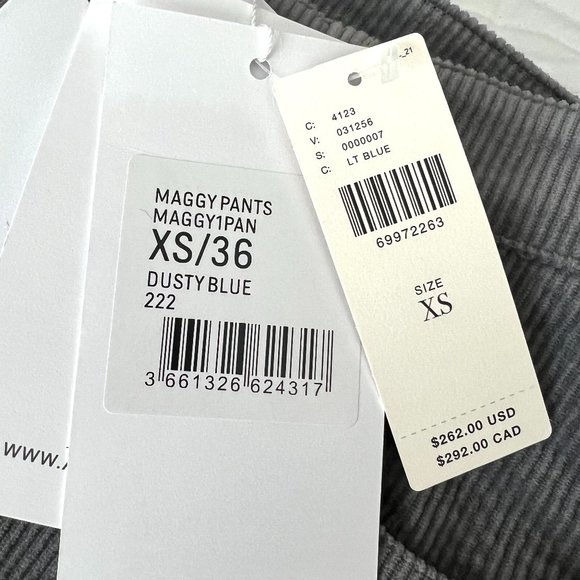 MAGGY PANTS
MAGGY1PAN
XS/36
DUSTY BLUE
222
3 661326 624317
www.
21
C: 4123
V: 031256
S: 0000007
C: LT BLUE
69972263
SIZE
XS
$262.00 USD
$292.00 CAD